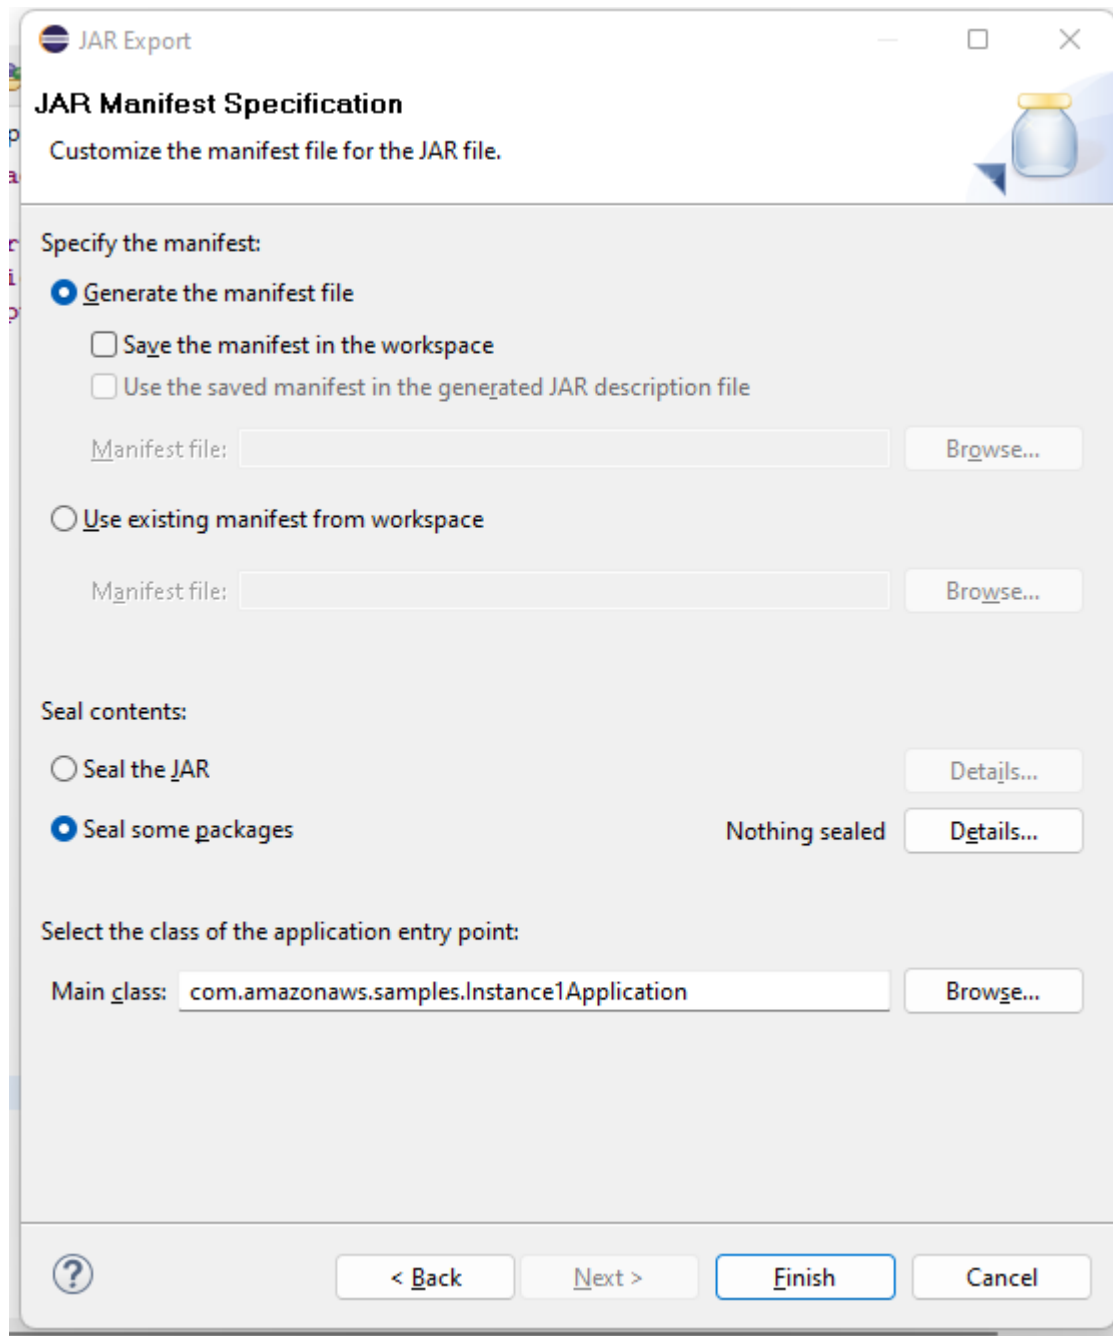 JAR Export
JAR Manifest Specification
Customize the manifest file for the JAR file.
Specify the manifest:
Generate the manifest file
Save the manifest in the workspace
Use the saved manifest in the generated JAR description file
Manifest file: Browse...
Use existing manifest from workspace
Manifest file: Browse...
Seal contents:
Seal the JAR Details...
Seal some packages Nothing sealed Details...
Select the class of the application entry point:
Main class: com.amazonaws.samples.Instance1Application Browse...
? < Back Next > Finish Cancel